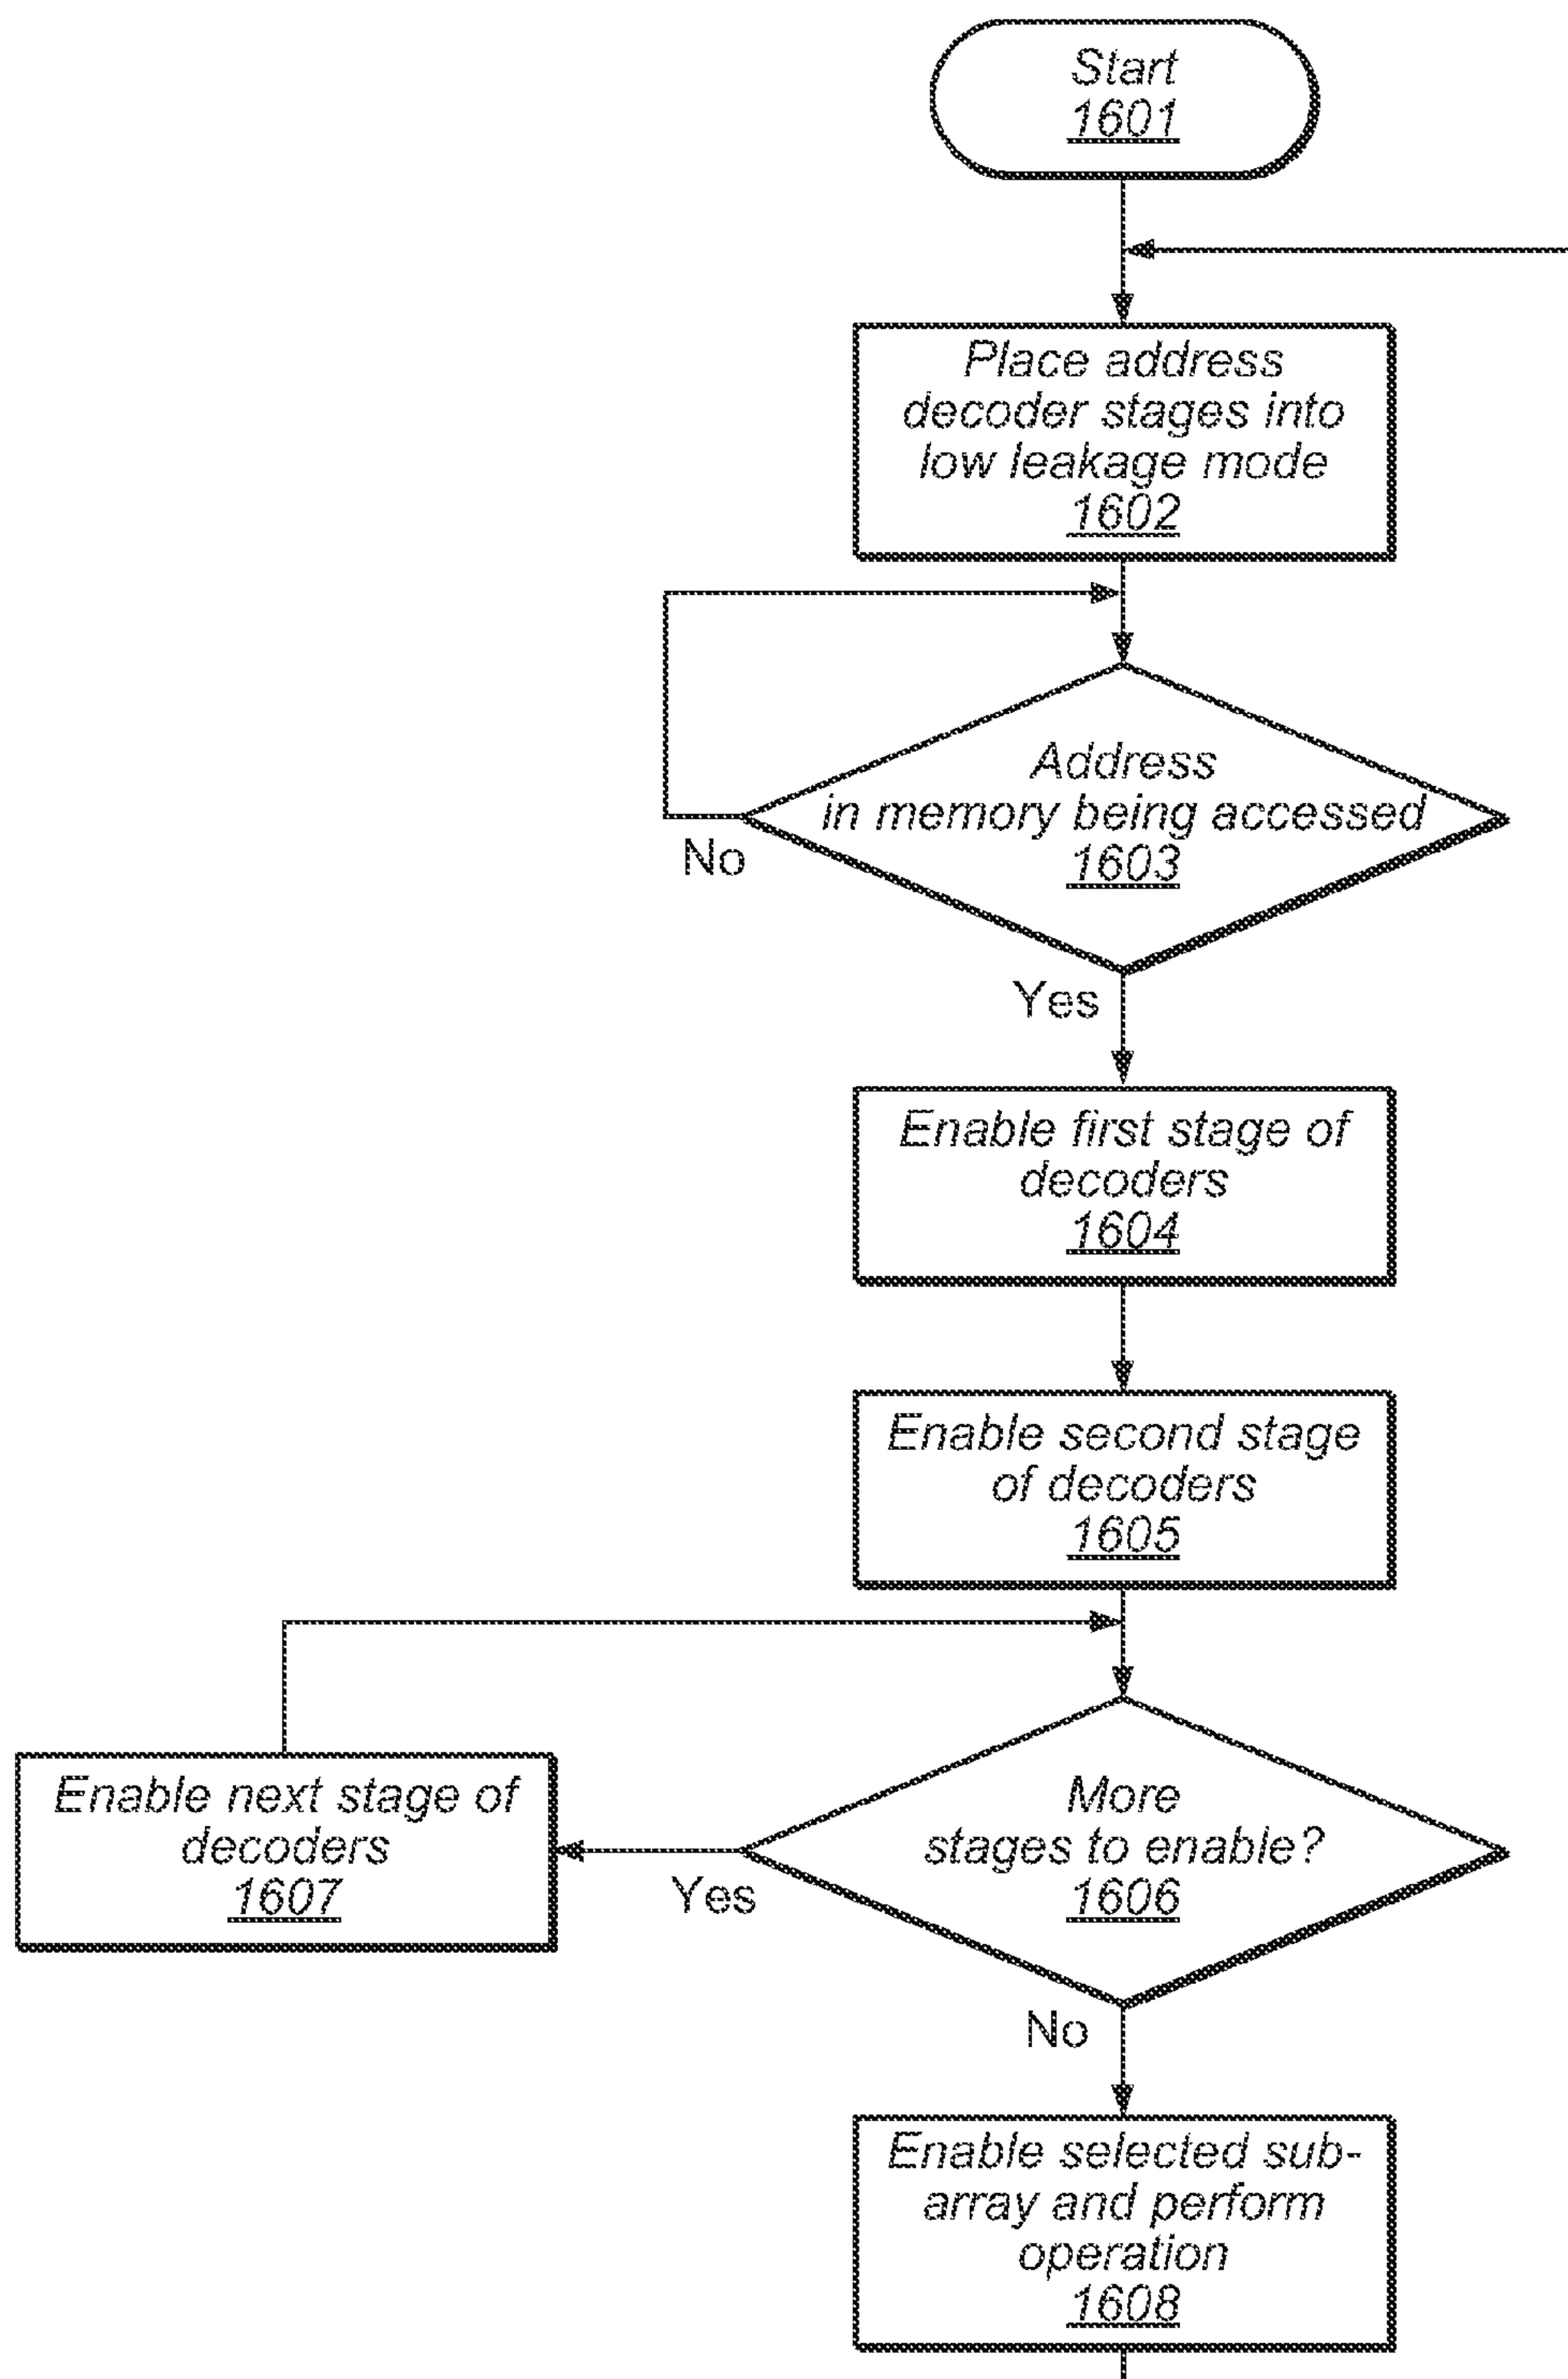 Start
1601
Place address
decoder stages into
low leakage mode
1602
Address
in memory being accessed
1603
No
Yes
Enable first stage of
decoders
1604
Enable second stage
of decoders
1605
More
stages to enable?
1606
Yes
Enable next stage of
decoders
1607
No
Enable selected sub-
array and perform
operation
1608